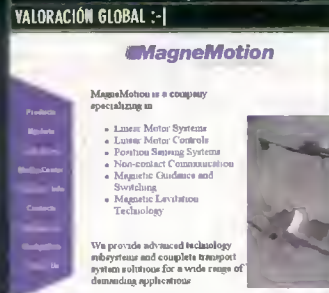 VALORACIÓN GLOBAL :-|
MagneMotion
MagneMotion is a company
specializing in
Linear Motor Systems
Linear Motor Controls
Position Sensing Systems
Non-contact Communication
Magnetic Guidance and
Switching
Magnetic Levitation
Technology
We provide advanced technology
subsystems and complete transport
system solutions for a wide range of
demanding applications
Products
Contacts
Us